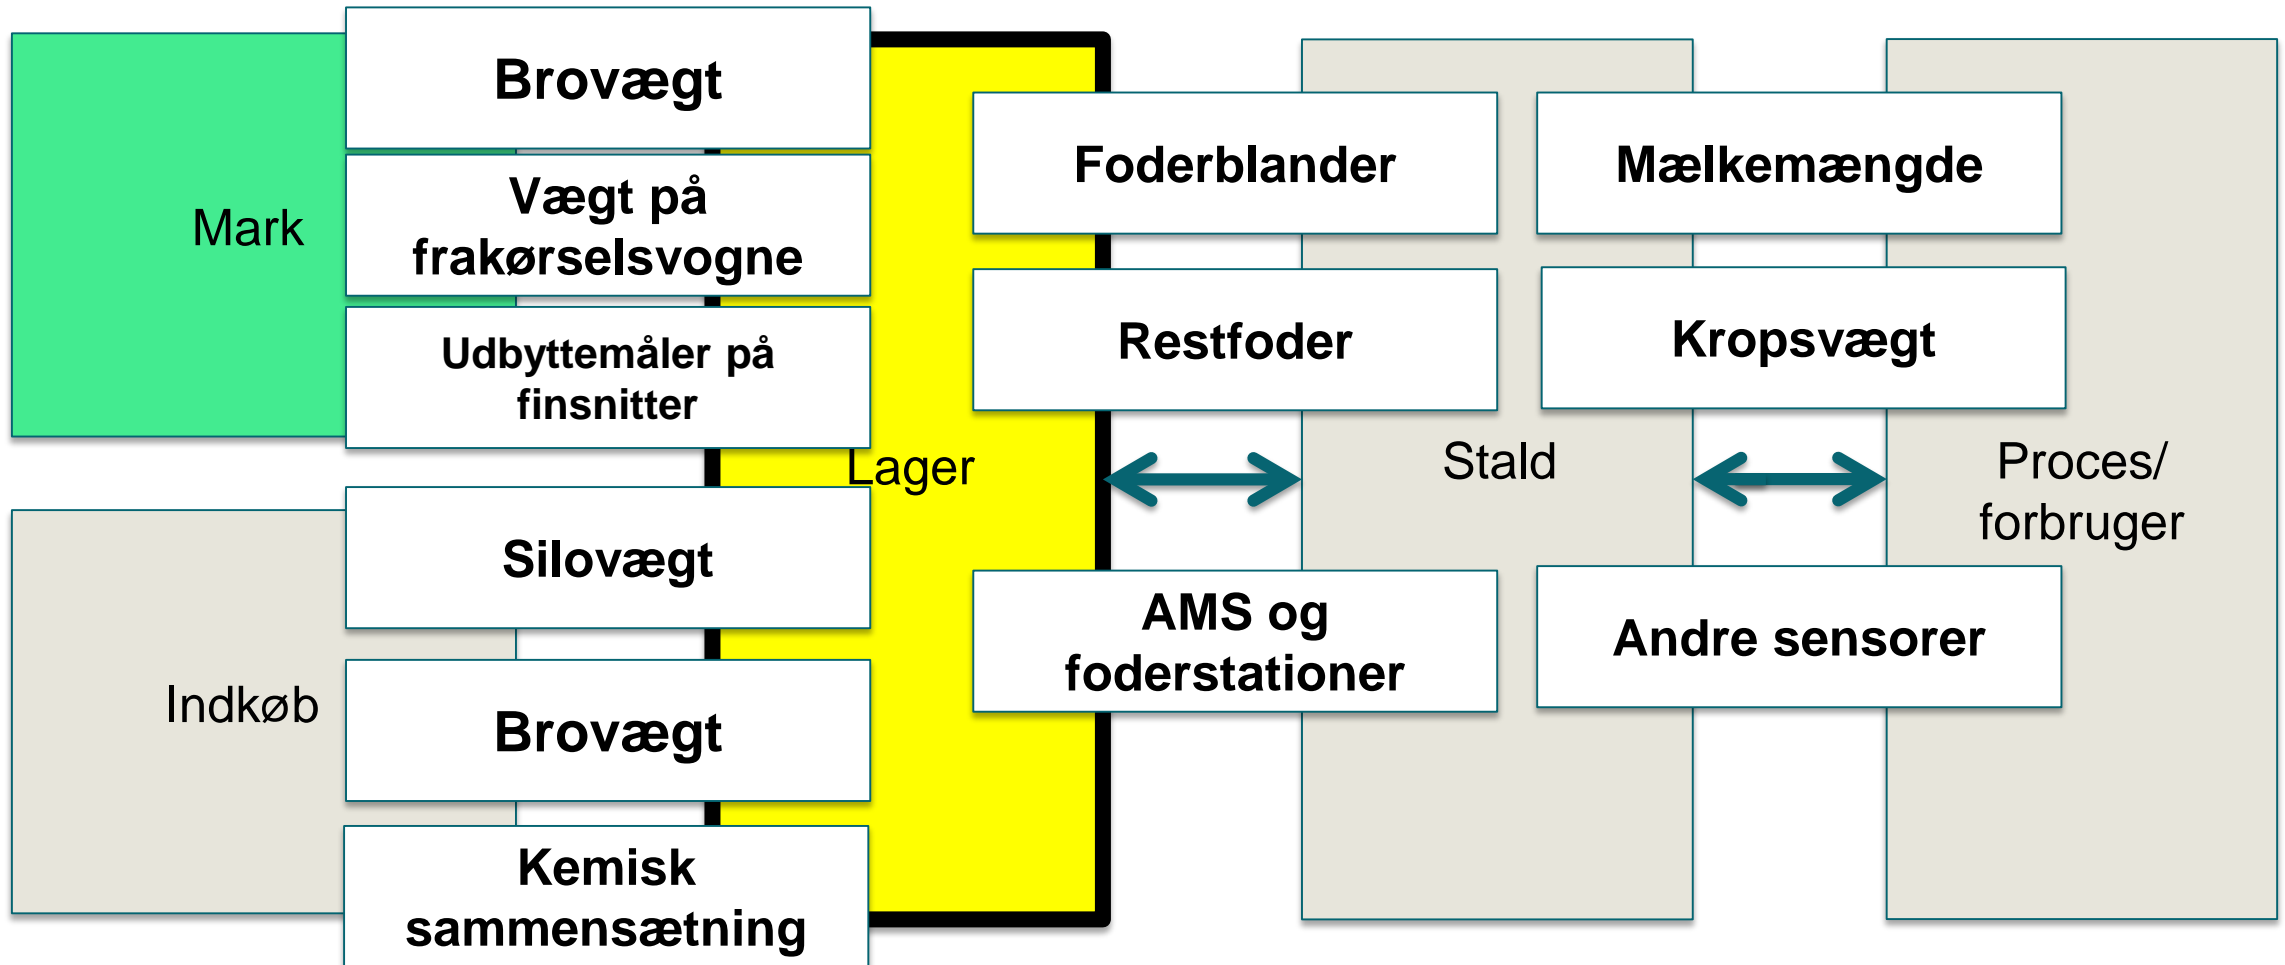 Mark
Brovægt
Vægt på
frakørselsvogne
Udbyttemåler på
finsnitter
Indkøb
Silovægt
Brovægt
Kemisk
sammensætning
Lager
Foderblander
Restfoder
AMS og
foderstationer
Stald
Mælkemængde
Kropsvægt
Andre sensorer
Proces/
forbruger